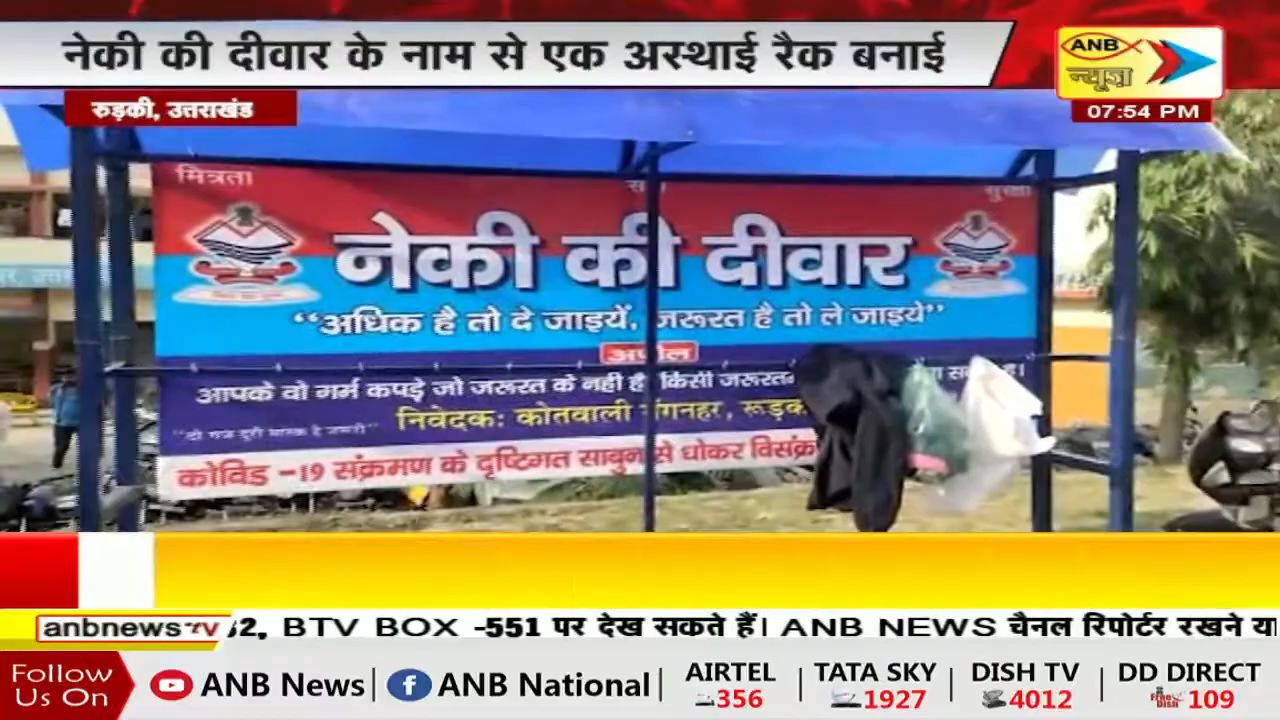 नेकी की दीवार के नाम से एक अस्थाई रैक बनाई
ANB
न्यूज़
07:54 PM
रुड़की, उत्तराखंड
मित्रता
नेकी की दीवार
“अधिक है तो दे जाइयें, जरूरत है तो ले जाइये”
अपील
आपके वो गर्म कपड़े जो जरूरत के नही है किसी
निवेदक: कोतवाली गंगनहर,
"दो गज दूरी मास्क है जरूरी"
कोविड -19 संक्रमण के दृष्टिगत साबुन से धोकर
anbnews tv
BTV BOX -551 पर देख सकते हैं। ANB NEWS चैनल रिपोर्टर रखने
Follow Us On
ANB News
ANB National
AIRTEL 356
TATA SKY 1927
DISH TV 4012
DD DIRECT 109